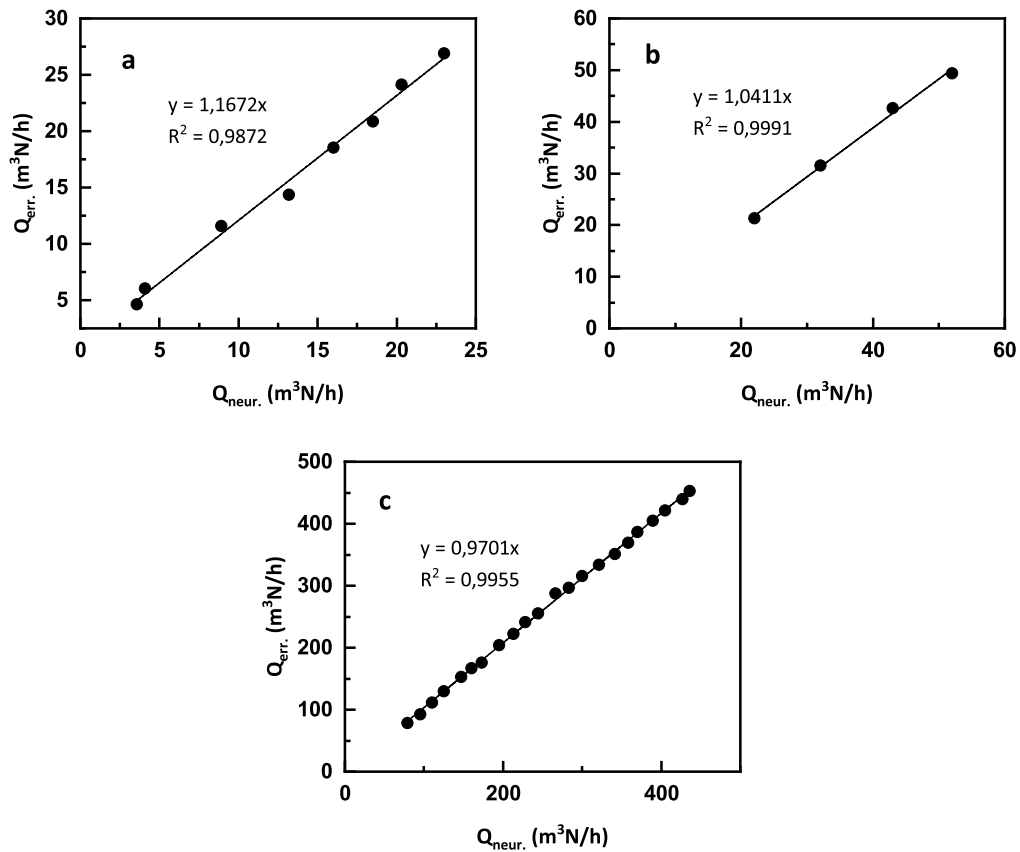 a
y = 1,1672x
R² = 0,9872
30
25
20
15
10
5
0 5 10 15 20 25
Qerr. (m³N/h)
Qneur. (m³N/h)
b
y = 1,0411x
R² = 0,9991
60
50
40
30
20
10
0
0 20 40 60
Qerr. (m³N/h)
Qneur. (m³N/h)
c
y = 0,9701x
R² = 0,9955
500
400
300
200
100
0
0 200 400
Qerr. (m³N/h)
Qneur. (m³N/h)